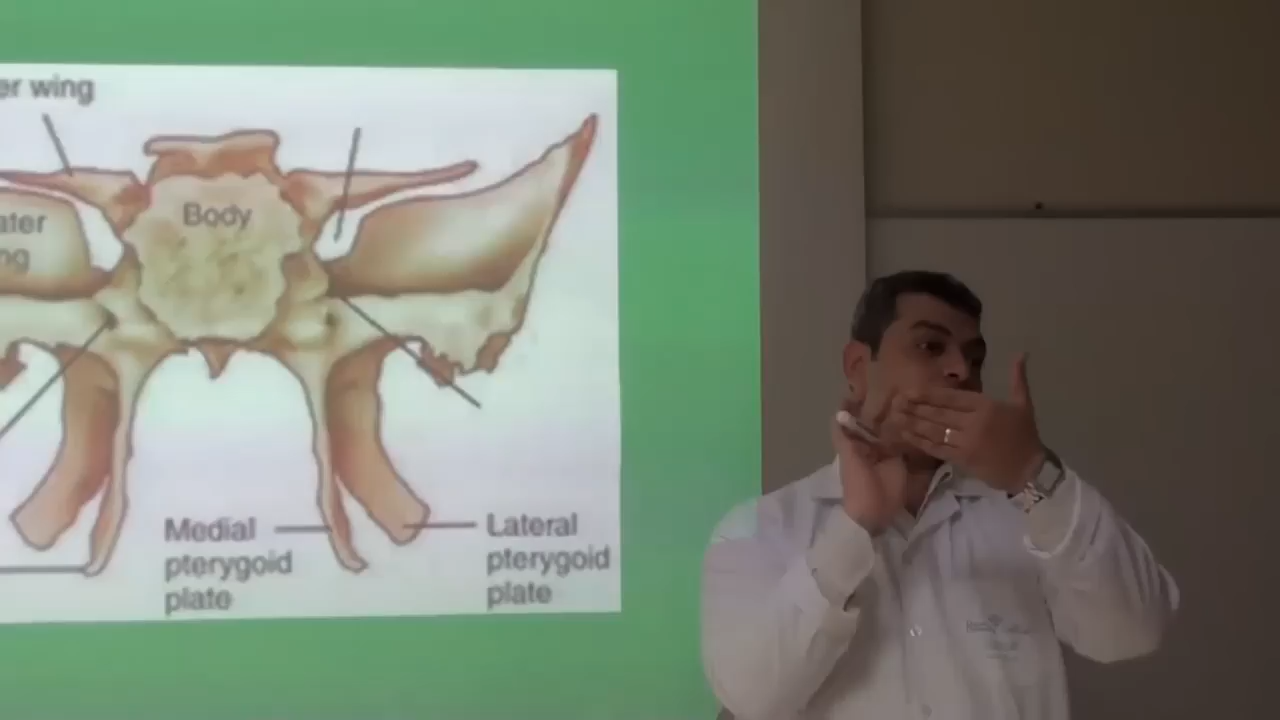 er wing
Body
ater
ng
Medial
pterygoid
plate
Lateral
pterygoid
plate